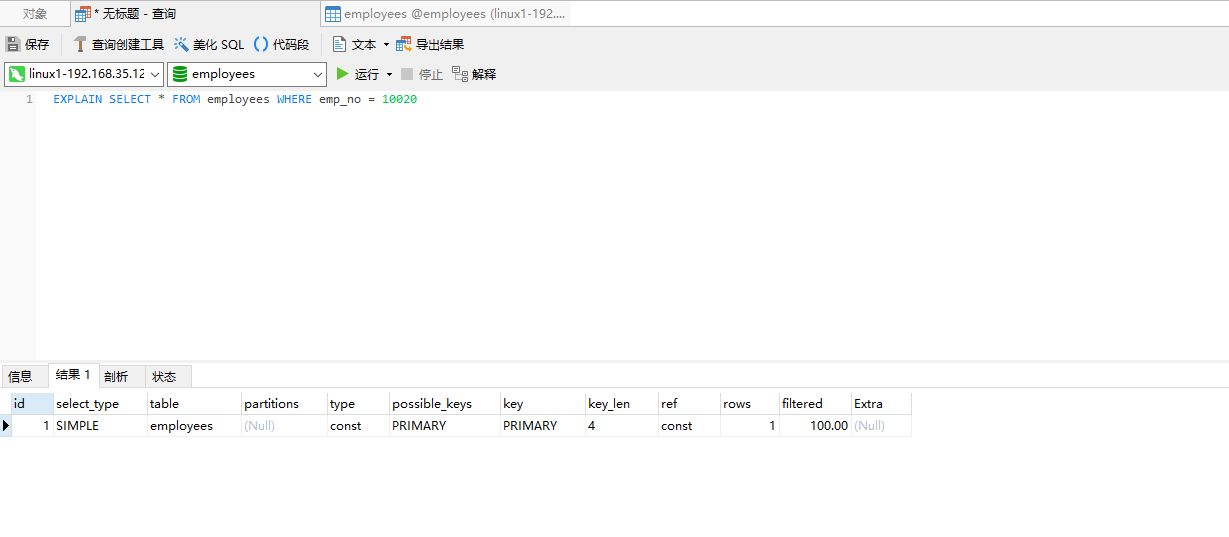 对象 * 无标题 - 查询 employees @employees (linux1-192....
保存 查询创建工具 美化 SQL 代码段 文本 导出结果
linux1-192.168.35.12 employees 运行 停止 解释
1 EXPLAIN SELECT * FROM employees WHERE emp_no = 10020
信息 结果 1 剖析 状态
id select_type table partitions type possible_keys key key_len ref rows filtered Extra
1 SIMPLE employees (Null) const PRIMARY PRIMARY 4 const 1 100.00 (Null)